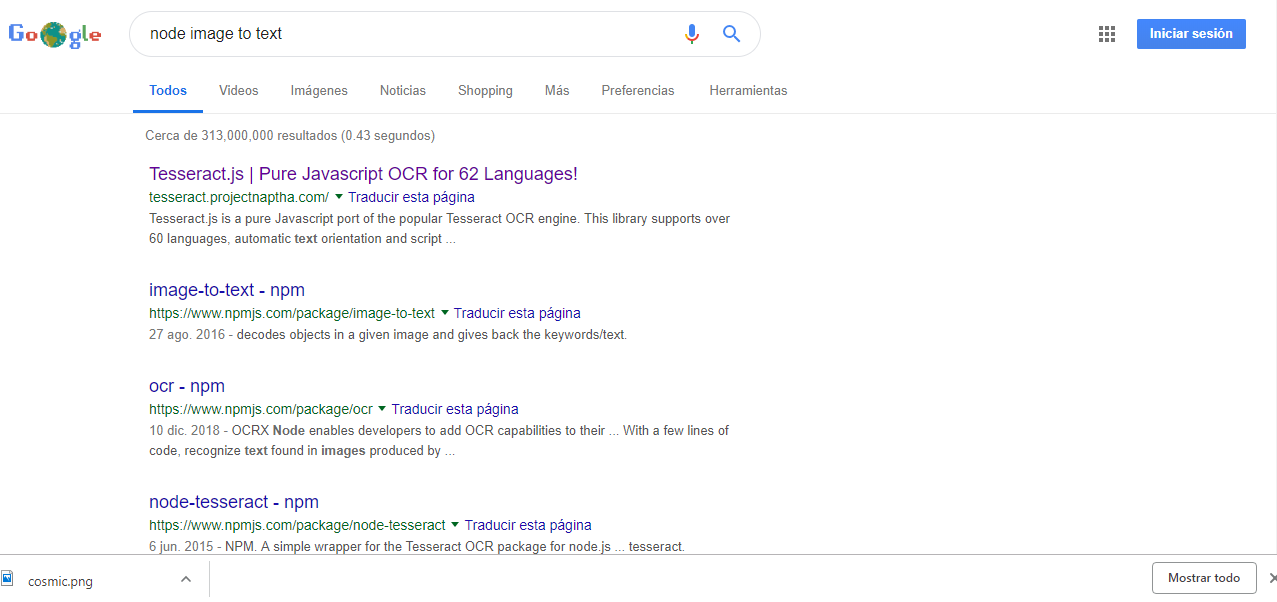 Google
node image to text
Iniciar sesión
Todos Videos Imágenes Noticias Shopping Más Preferencias Herramientas
Cerca de 313,000,000 resultados (0.43 segundos)
Tesseract.js | Pure Javascript OCR for 62 Languages!
tesseract.projectnaptha.com/ Traducir esta página
Tesseract.js is a pure Javascript port of the popular Tesseract OCR engine. This library supports over
60 languages, automatic text orientation and script ...
image-to-text - npm
https://www.npmjs.com/package/image-to-text Traducir esta página
27 ago. 2016 - decodes objects in a given image and gives back the keywords/text.
ocr - npm
https://www.npmjs.com/package/ocr Traducir esta página
10 dic. 2018 - OCRX Node enables developers to add OCR capabilities to their ... With a few lines of
code, recognize text found in images produced by ...
node-tesseract - npm
https://www.npmjs.com/package/node-tesseract Traducir esta página
6 jun. 2015 - NPM. A simple wrapper for the Tesseract OCR package for node.js ... tesseract.
cosmic.png
Mostrar todo